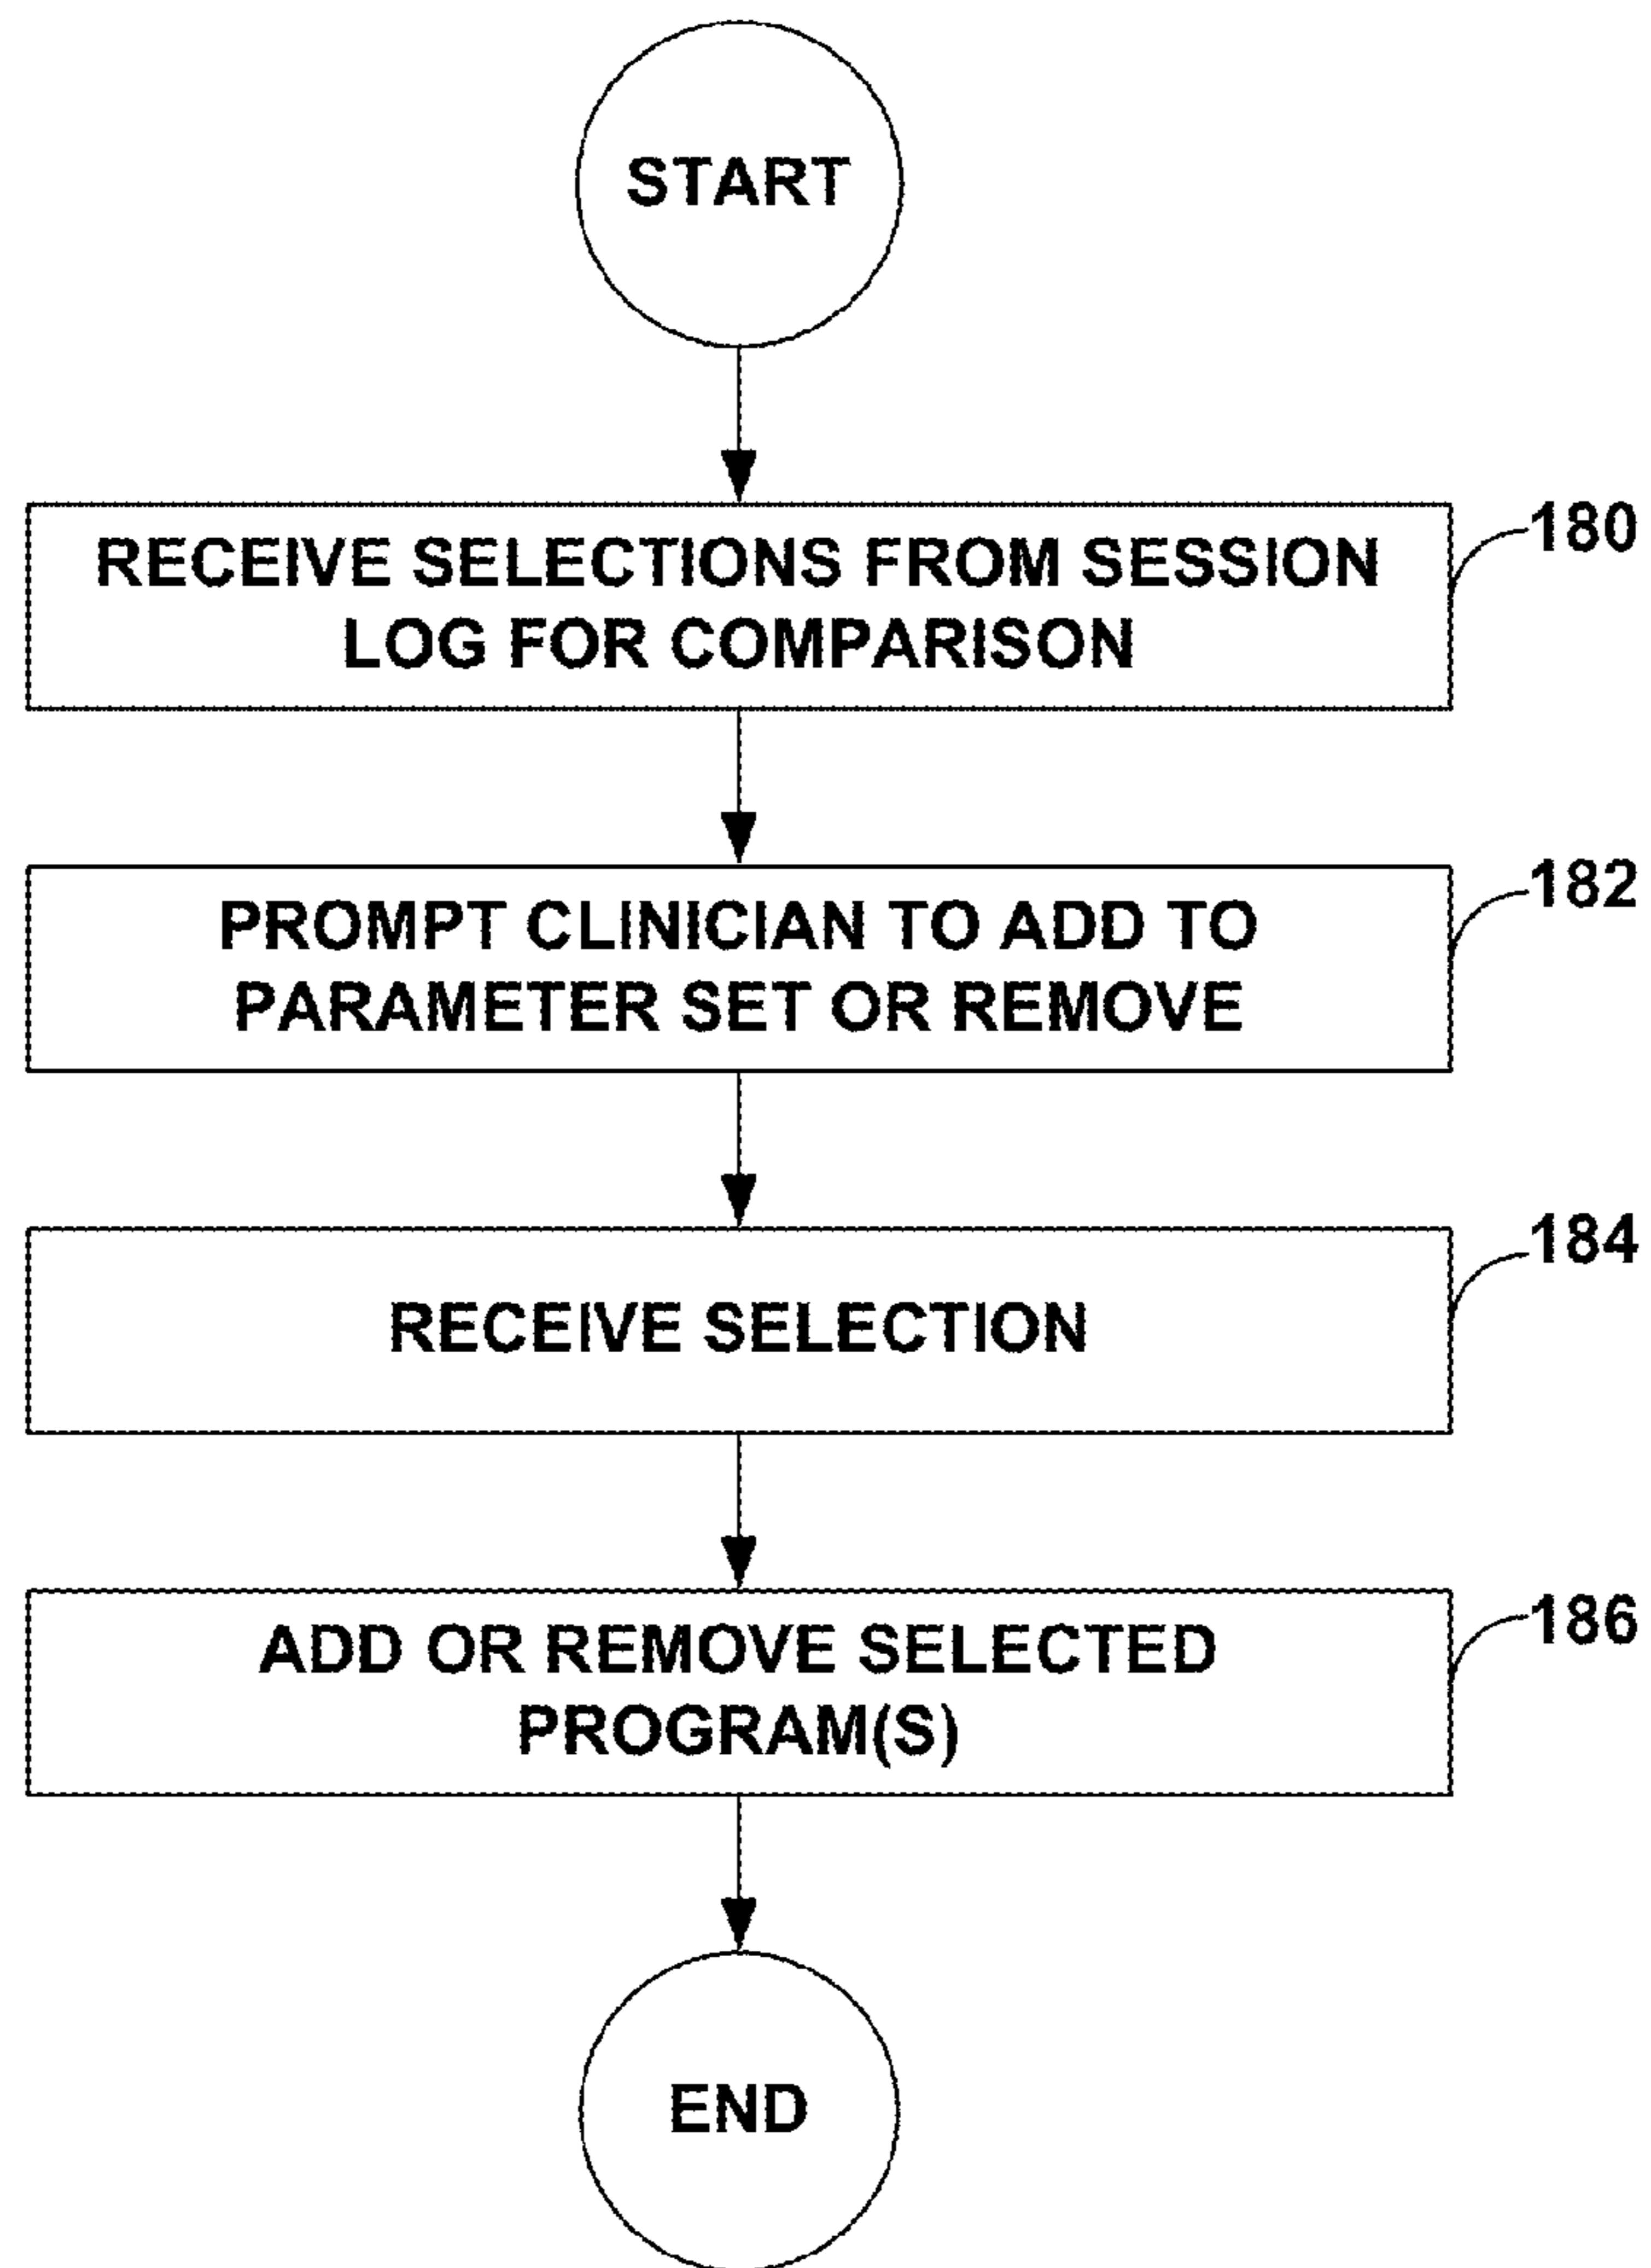 START
RECEIVE SELECTIONS FROM SESSION
LOG FOR COMPARISON
180
PROMPT CLINICIAN TO ADD TO
PARAMETER SET OR REMOVE
182
RECEIVE SELECTION
184
ADD OR REMOVE SELECTED
PROGRAM(S)
186
END